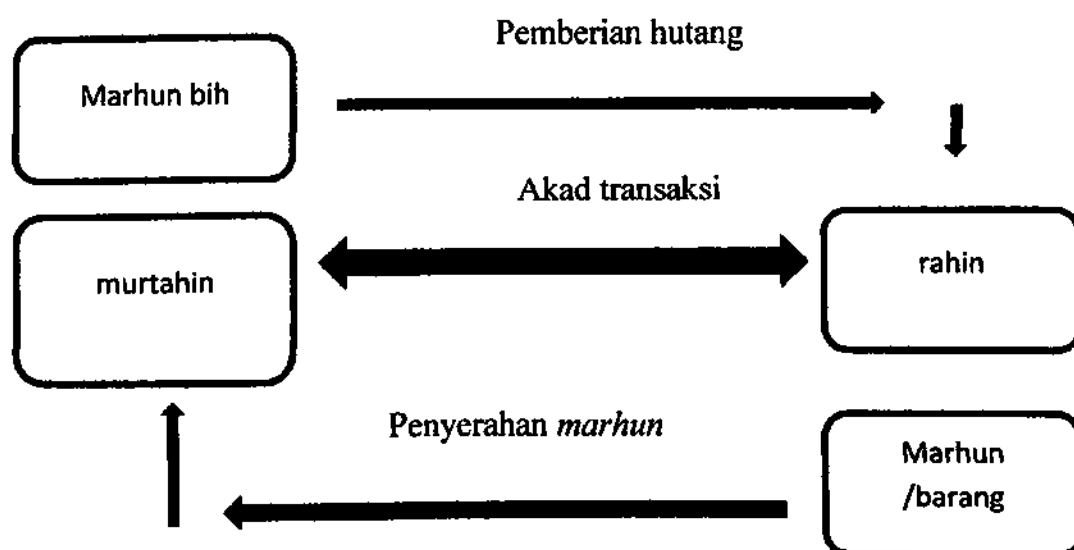 Pemberian hutang
Marhun bih
Akad transaksi
murtahin
rahin
Penyerahan marhun
Marhun
/barang